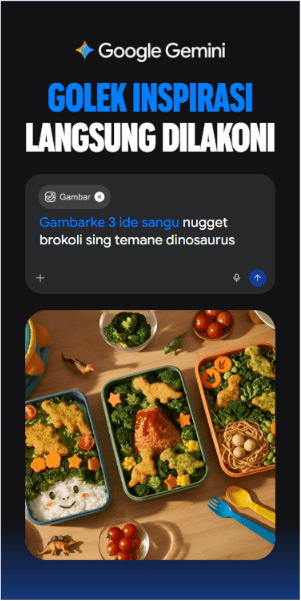 Google Gemini
GOLEK INSPIRASI
LANGSUNG DILAKONI
Gambar
Gambarke 3 ide sangu nugget
brokoli sing temane dinosaurus